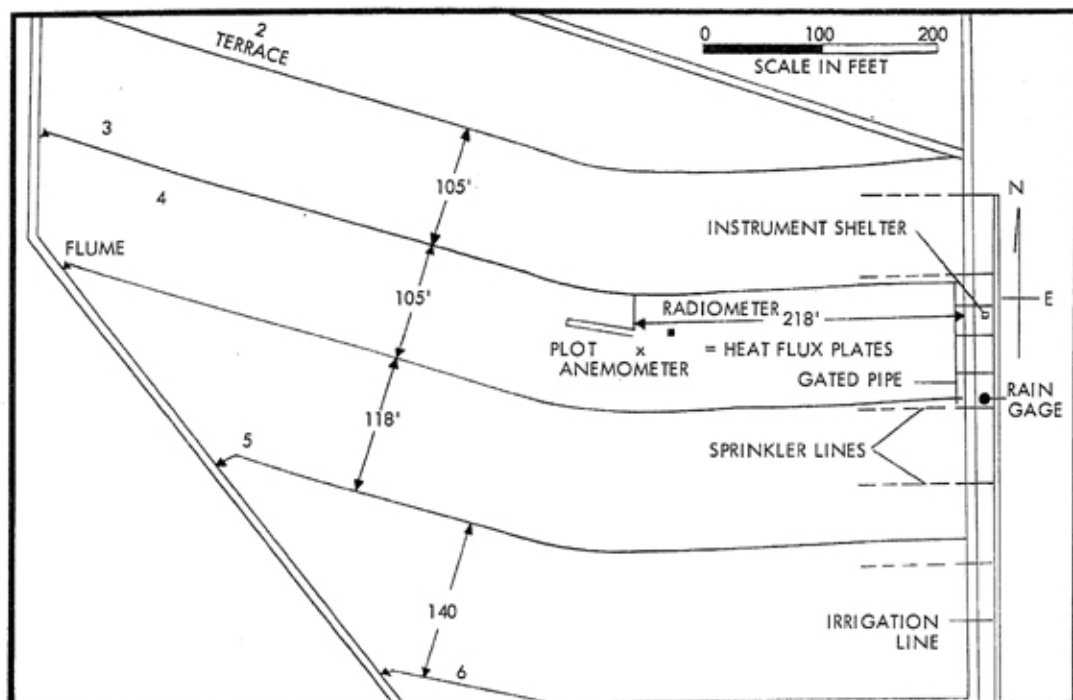 2
TERRACE
0 100 200
SCALE IN FEET
3
105'
4
N
INSTRUMENT SHELTER
FLUME
105'
E
RADIOMETER
218'
PLOT x = HEAT FLUX PLATES
ANEMOMETER
GATED PIPE
RAIN
GAGE
118'
5
SPRINKLER LINES
140
IRRIGATION
LINE
6